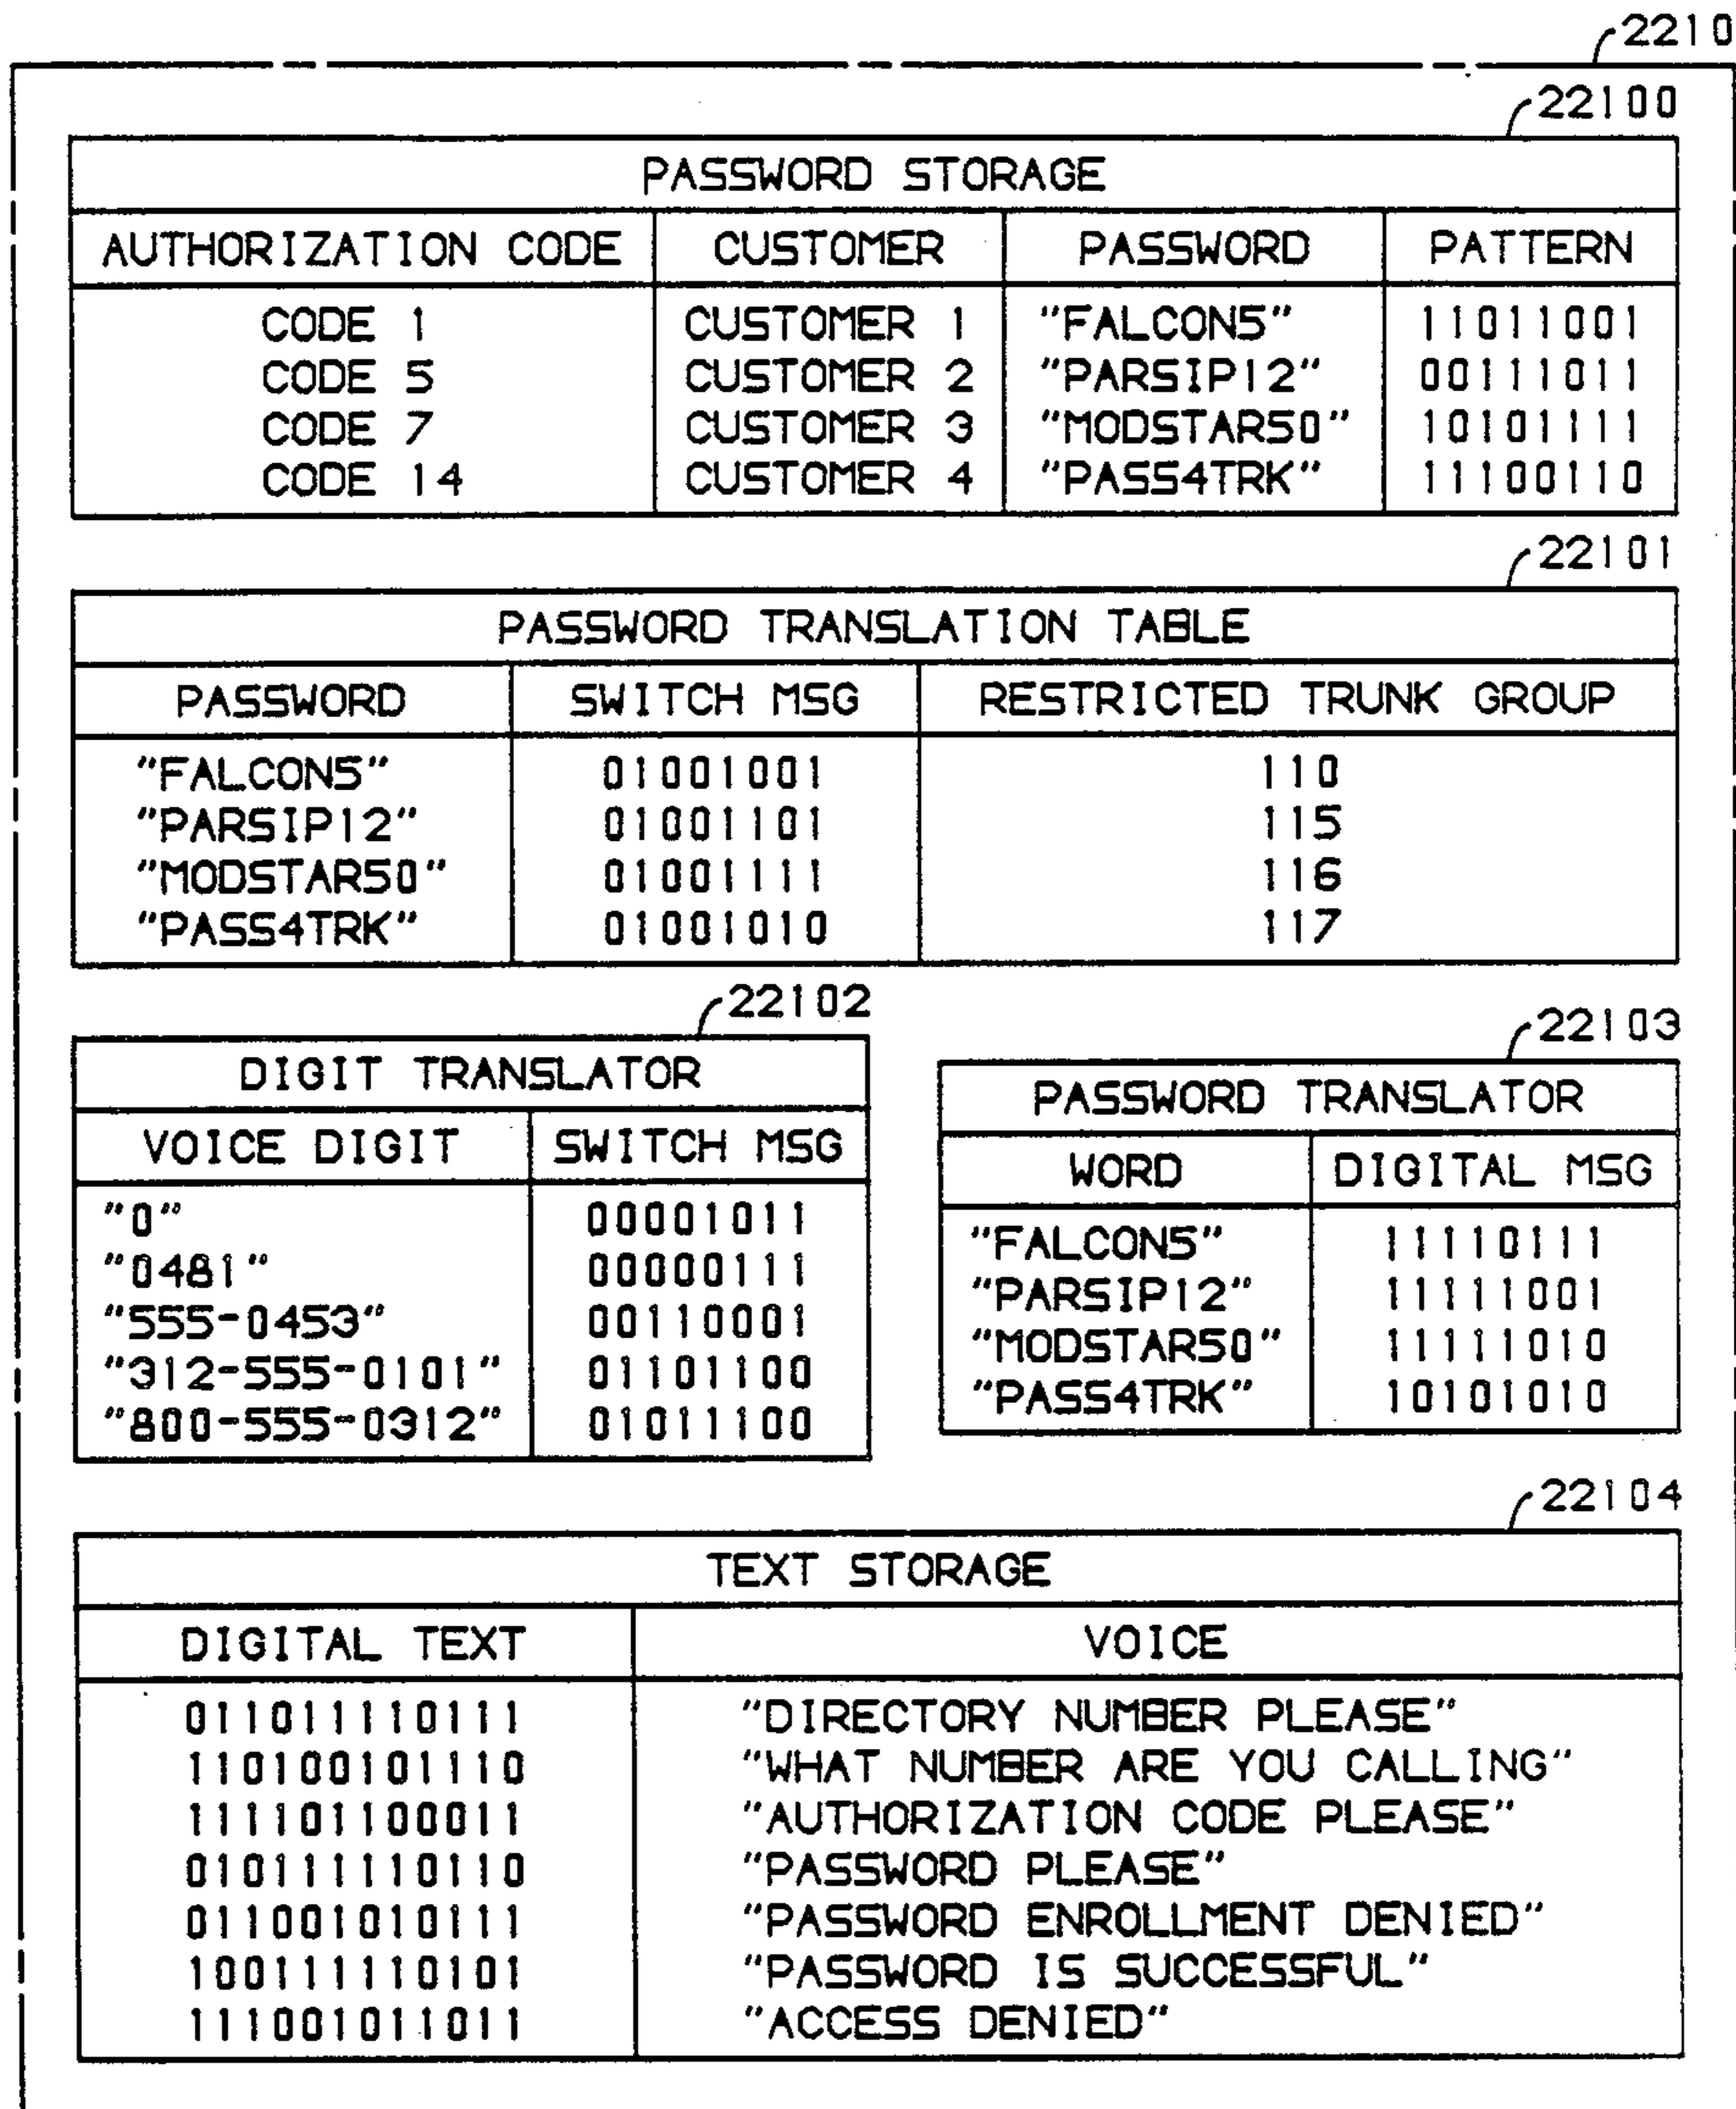 2210
22100
PASSWORD STORAGE
AUTHORIZATION CODE CUSTOMER PASSWORD PATTERN
CODE 1 CUSTOMER 1 "FALCON5" 11011001
CODE 5 CUSTOMER 2 "PARSIP12" 00111011
CODE 7 CUSTOMER 3 "MODSTAR50" 10101111
CODE 14 CUSTOMER 4 "PASS4TRK" 11100110
22101
PASSWORD TRANSLATION TABLE
PASSWORD SWITCH MSG RESTRICTED TRUNK GROUP
"FALCON5" 01001001 110
"PARSIP12" 01001101 115
"MODSTAR50" 01001111 116
"PASS4TRK" 01001010 117
22102
DIGIT TRANSLATOR
VOICE DIGIT SWITCH MSG
"0" 00001011
"0481" 00000111
"555-0453" 00110001
"312-555-0101" 01101100
"800-555-0312" 01011100
22103
PASSWORD TRANSLATOR
WORD DIGITAL MSG
"FALCON5" 11110111
"PARSIP12" 11111001
"MODSTAR50" 11111010
"PASS4TRK" 10101010
22104
TEXT STORAGE
DIGITAL TEXT VOICE
011011110111 "DIRECTORY NUMBER PLEASE"
110100101110 "WHAT NUMBER ARE YOU CALLING"
111101100011 "AUTHORIZATION CODE PLEASE"
010111110110 "PASSWORD PLEASE"
011001010111 "PASSWORD ENROLLMENT DENIED"
100111110101 "PASSWORD IS SUCCESSFUL"
111001011011 "ACCESS DENIED"